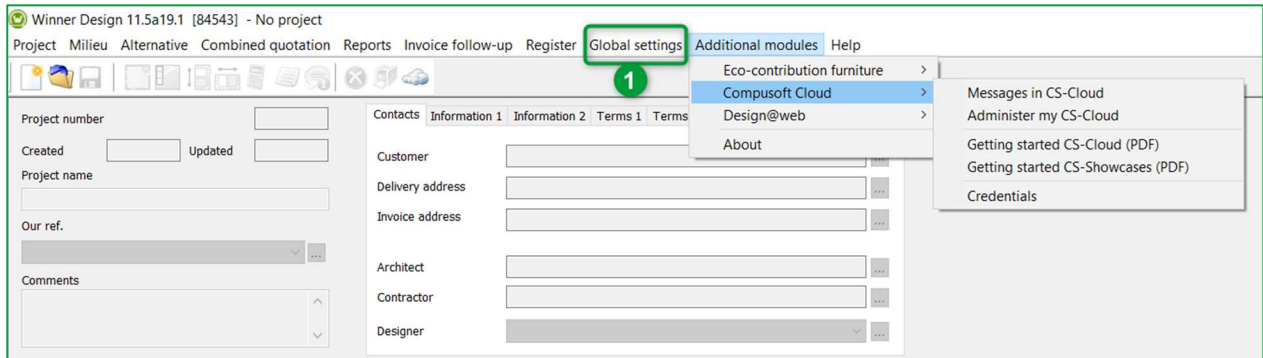 Winner Design 11.5a19.1 [84543] - No project
Project Milieu Alternative Combined quotation Reports Invoice follow-up Register Global settings Additional modules Help
1
Eco-contribution furniture >
Compusoft Cloud >
Design@web >
About
Messages in CS-Cloud
Administer my CS-Cloud
Getting started CS-Cloud (PDF)
Getting started CS-Showcases (PDF)
Credentials
Project number
Created Updated
Project name
Our ref.
...
Comments
Contacts Information 1 Information 2 Terms 1 Terms
Customer ...
Delivery address ...
Invoice address ...
Architect ...
Contractor ...
Designer ...